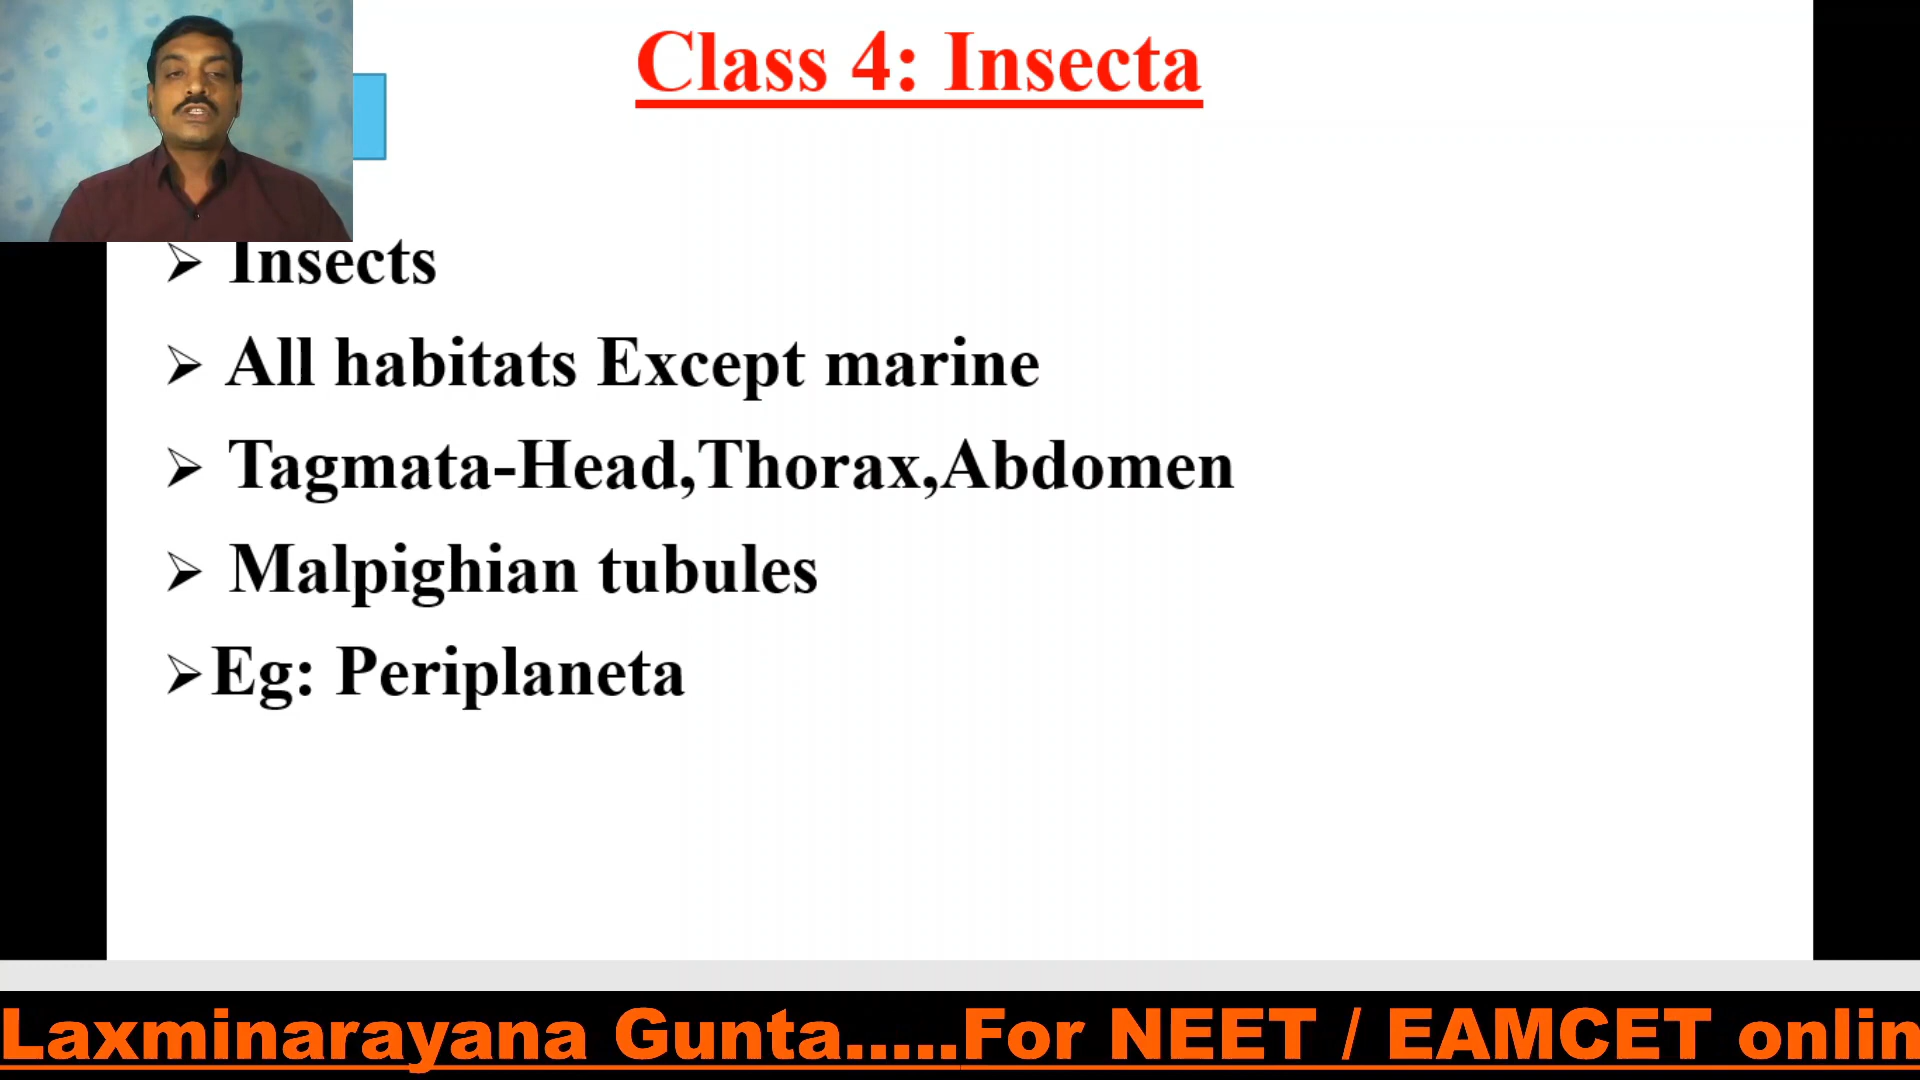 Class 4: Insecta
➢ Insects
➢ All habitats Except marine
➢ Tagmata-Head,Thorax,Abdomen
➢ Malpighian tubules
➢Eg: Periplaneta
Laxminarayana Gunta.....For NEET / EAMCET onlin